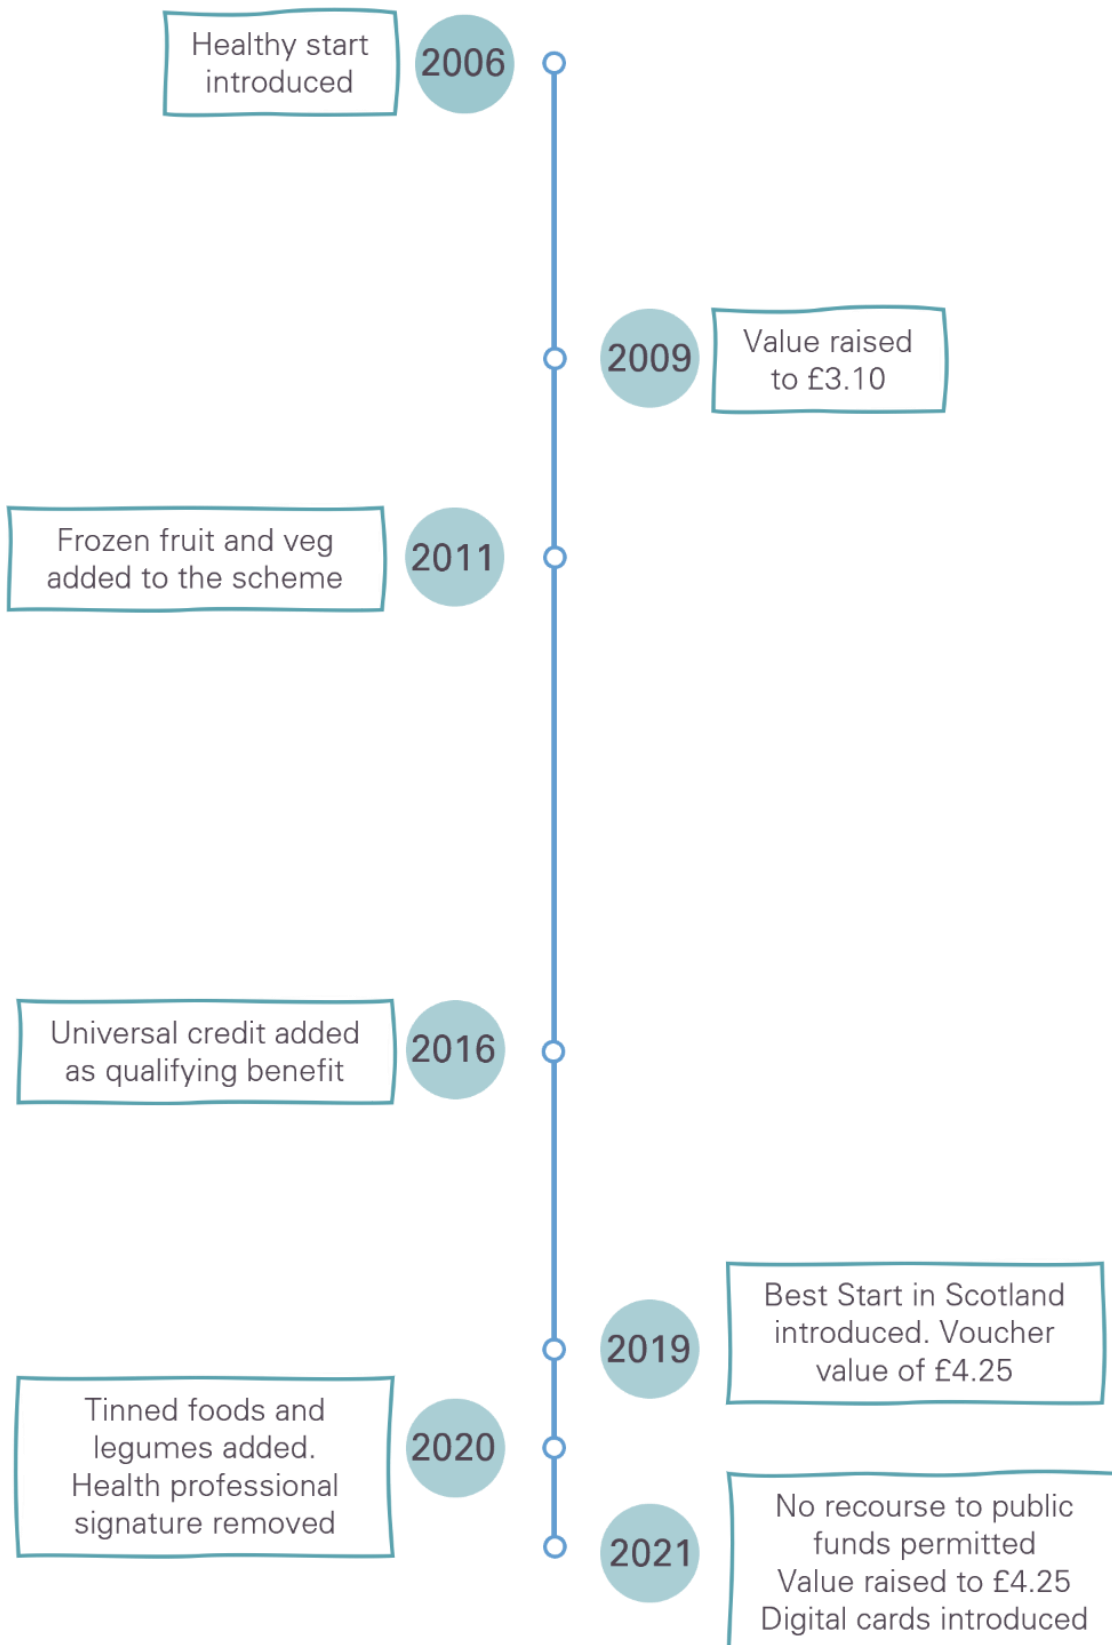 Healthy start
introduced
2006
2009
Value raised
to £3.10
Frozen fruit and veg
added to the scheme
2011
Universal credit added
as qualifying benefit
2016
2019
Best Start in Scotland
introduced. Voucher
value of £4.25
Tinned foods and
legumes added.
Health professional
signature removed
2020
2021
No recourse to public
funds permitted
Value raised to £4.25
Digital cards introduced